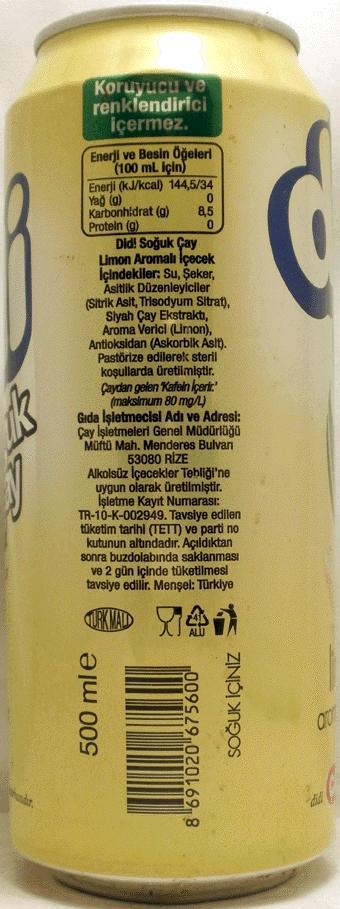 Koruyucu ve
renklendirici
içermez.
Enerji ve Besin Öğeleri
(100 mL için)
Enerji (kJ/kcal) 144,5/34
Yağ (g) 0
Karbonhidrat (g) 8,5
Protein (g) 0
Didi Soğuk Çay
Limon Aromalı İçecek
İçindekiler: Su, Şeker,
Asitlik Düzenleyiciler
(Sitrik Asit, Trisodyum Sitrat),
Siyah Çay Ekstraktı,
Aroma Verici (Limon),
Antioksidan (Askorbik Asit).
Pastörize edilerek steril
koşullarda üretilmiştir.
Çaydan gelen 'Kafein İçerir.'
(maksimum 80 mg/L)
Gıda İşletmecisi Adı ve Adresi:
Çay İşletmeleri Genel Müdürlüğü
Müftü Mah. Menderes Bulvarı
53080 RİZE
Alkolsüz İçecekler Tebliği'ne
uygun olarak üretilmiştir.
İşletme Kayıt Numarası:
TR-10-K-002949. Tavsiye edilen
tüketim tarihi (TETT) ve parti no
kutunun altındadır. Açıldıktan
sonra buzdolabında saklanması
ve 2 gün içinde tüketilmesi
tavsiye edilir. Menşei: Türkiye
TÜRK MALI
41
ALU
500 ml e
8 691020 675600
SOĞUK İÇİNİZ
didi